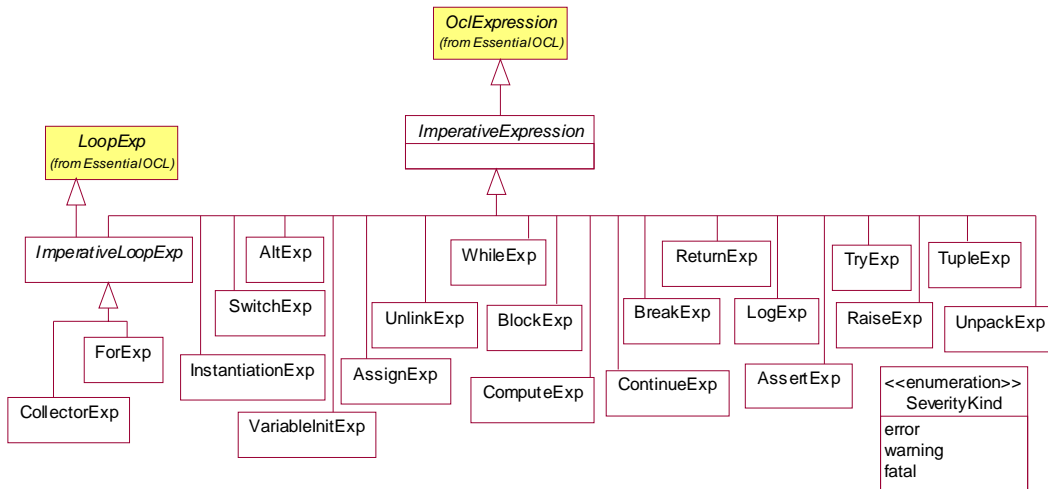 OclExpression
(from EssentialOCL)
ImperativeExpression
LoopExp
(from EssentialOCL)
ImperativeLoopExp
AltExp
WhileExp
ReturnExp
TryExp
TupleExp
SwitchExp
UnlinkExp
BlockExp
BreakExp
LogExp
RaiseExp
UnpackExp
ForExp
InstantiationExp
AssignExp
ComputeExp
ContinueExp
AssertExp
CollectorExp
VariableInitExp
<<enumeration>>
SeverityKind
error
warning
fatal